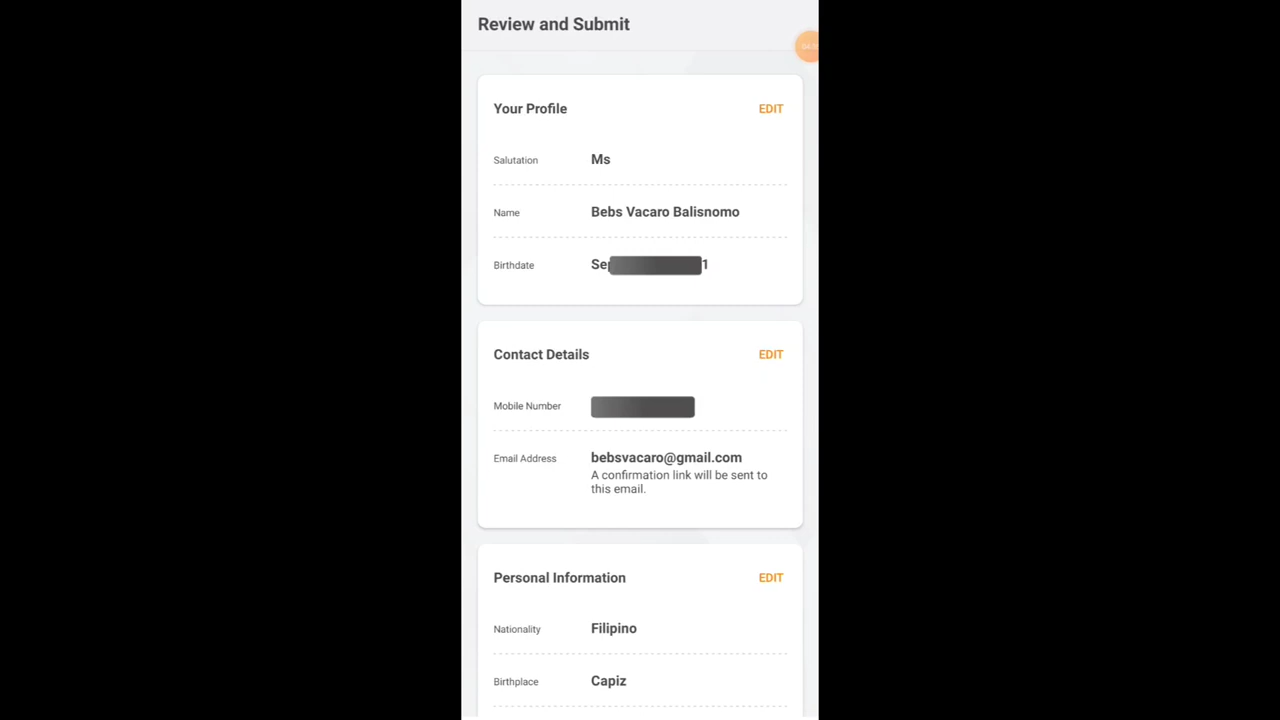 Review and Submit
Your Profile EDIT
Salutation Ms
Name Bebs Vacaro Balisnomo
Birthdate Se 1
Contact Details EDIT
Mobile Number
Email Address bebsvacaro@gmail.com
A confirmation link will be sent to
this email.
Personal Information EDIT
Nationality Filipino
Birthplace Capiz